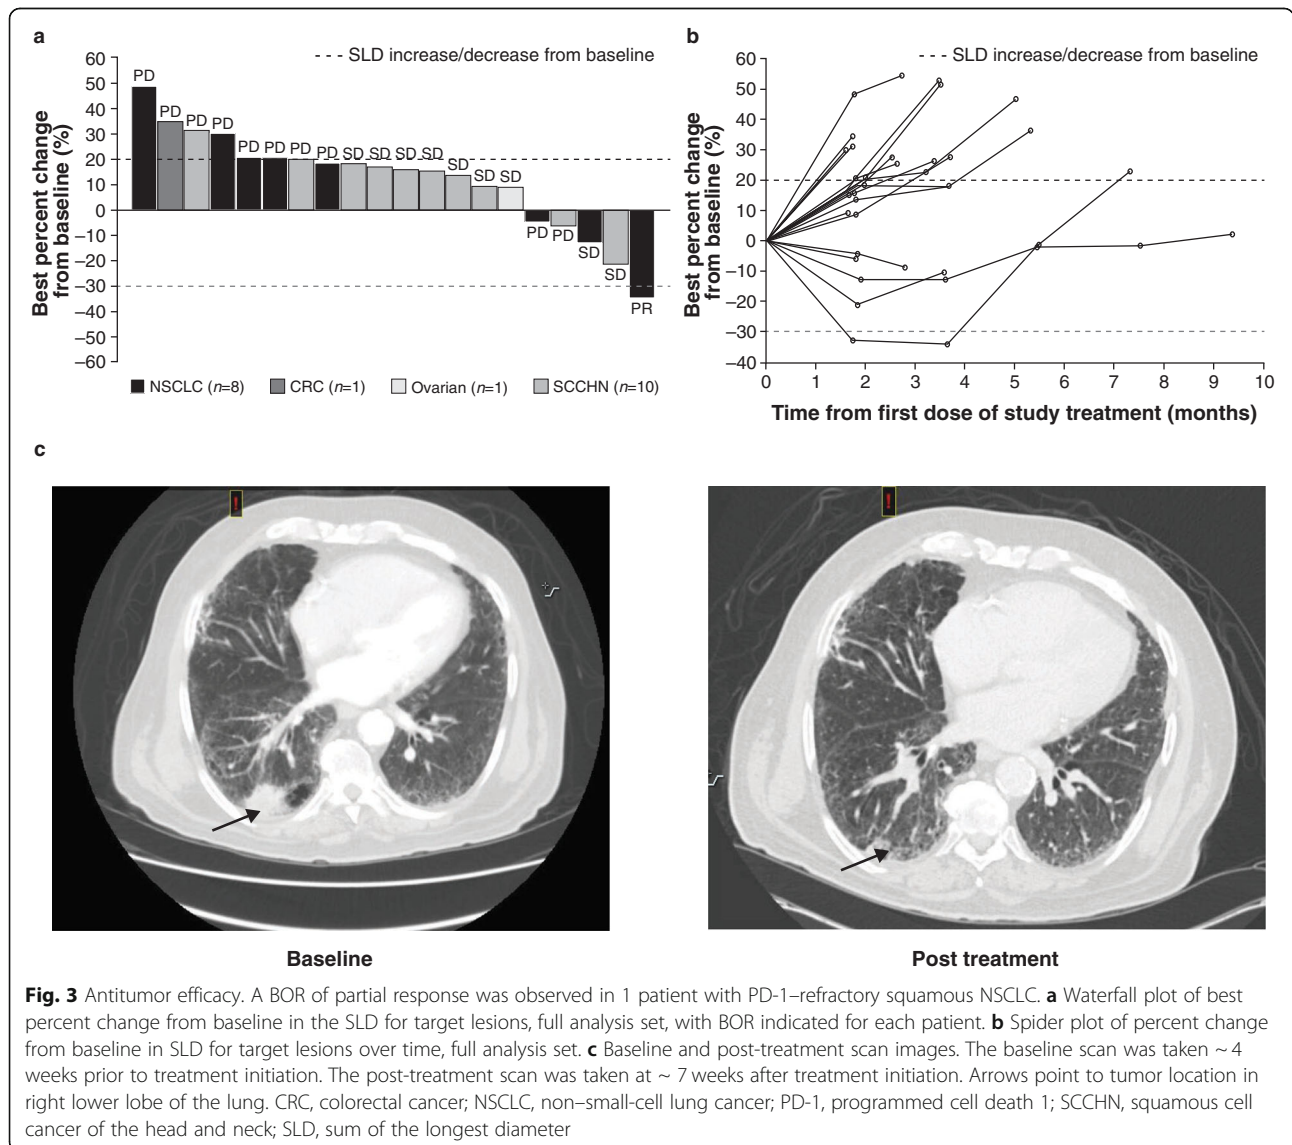 a
--- SLD increase/decrease from baseline
Best percent change
from baseline (%)
60
50
40
30
20
10
0
–10
–20
–30
–40
–50
–60
PD
PD
PD
PD
PD
PD
PD
PD
SD
SD
SD
SD
SD
SD
SD
PD
PD
SD
SD
PR
NSCLC (n=8) CRC (n=1) Ovarian (n=1) SCCHN (n=10)
b
--- SLD increase/decrease from baseline
Best percent change
from baseline (%)
60
50
40
30
20
10
0
–10
–20
–30
–40
0 1 2 3 4 5 6 7 8 9 10
Time from first dose of study treatment (months)
c
Baseline
Post treatment
Fig. 3 Antitumor efficacy. A BOR of partial response was observed in 1 patient with PD-1–refractory squamous NSCLC. a Waterfall plot of best
percent change from baseline in the SLD for target lesions, full analysis set, with BOR indicated for each patient. b Spider plot of percent change
from baseline in SLD for target lesions over time, full analysis set. c Baseline and post-treatment scan images. The baseline scan was taken ~ 4
weeks prior to treatment initiation. The post-treatment scan was taken at ~ 7 weeks after treatment initiation. Arrows point to tumor location in
right lower lobe of the lung. CRC, colorectal cancer; NSCLC, non–small-cell lung cancer; PD-1, programmed cell death 1; SCCHN, squamous cell
cancer of the head and neck; SLD, sum of the longest diameter